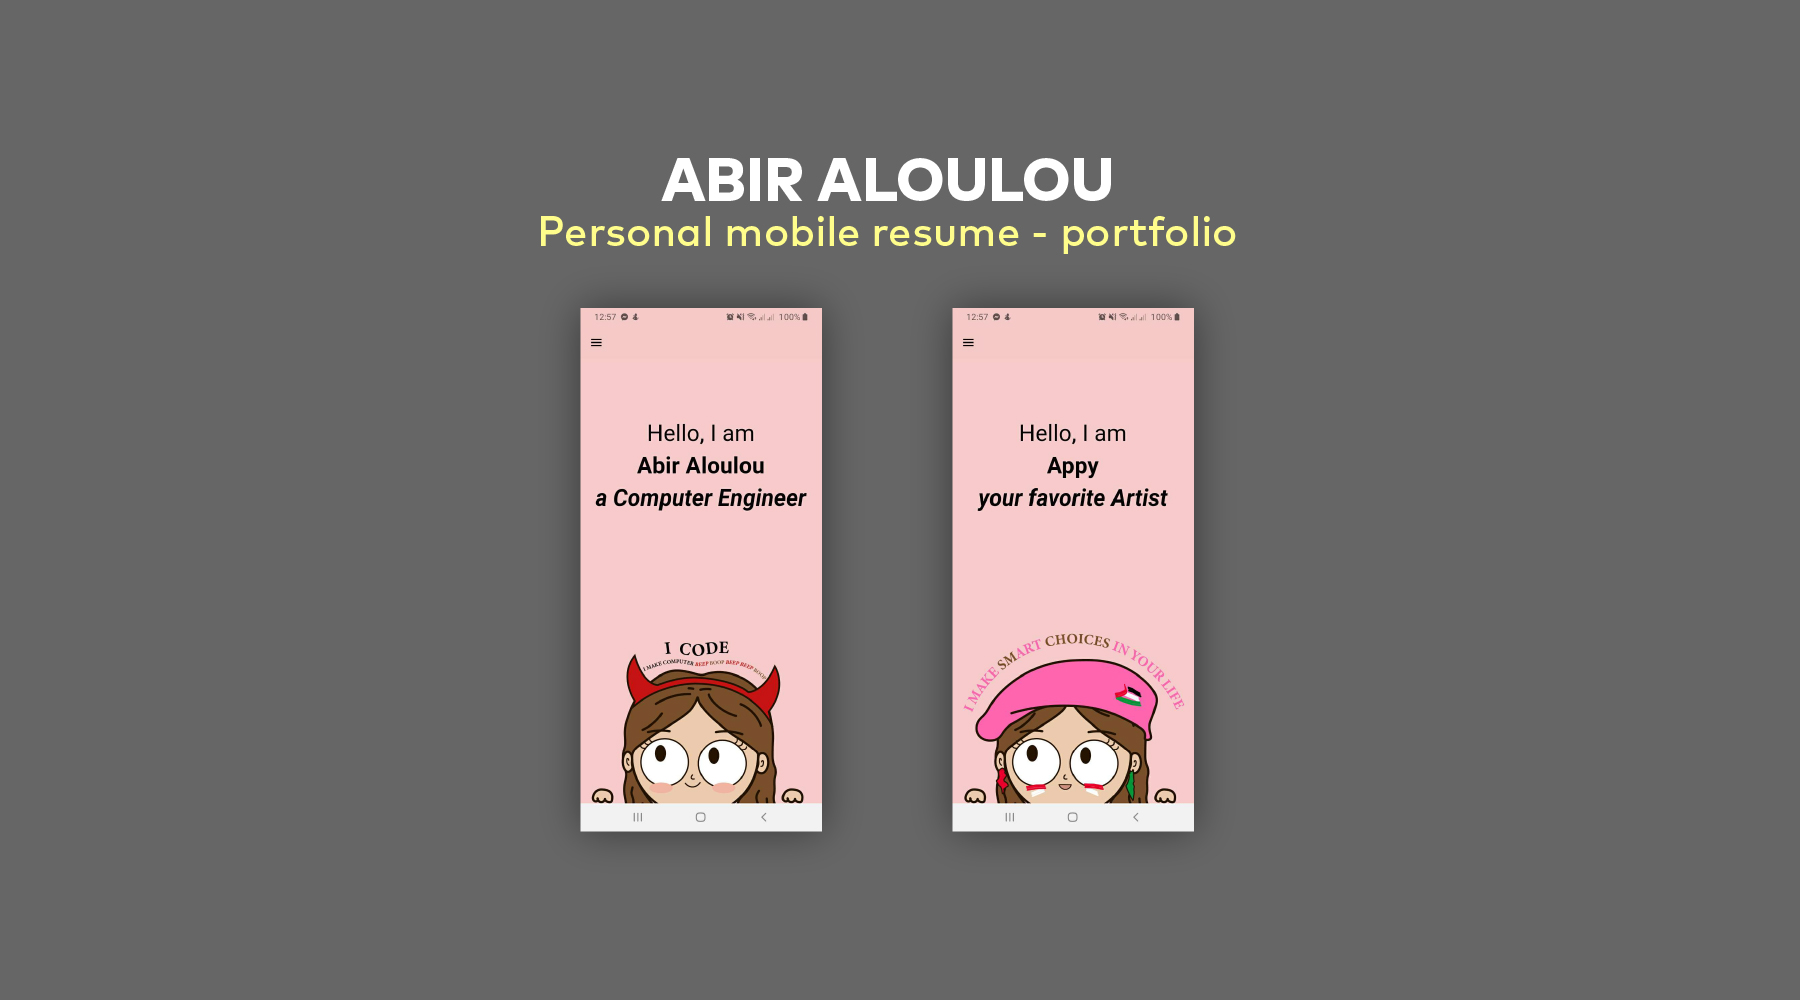 ABIR ALOULOU
Personal mobile resume - portfolio
12:57
100%
Hello, I am
Abir Aloulou
a Computer Engineer
I CODE
I MAKE COMPUTER BEEP BOOP BEEP BEEP BOOP
12:57
100%
Hello, I am
Appy
your favorite Artist
I MAKE SMART CHOICES IN YOUR LIFE